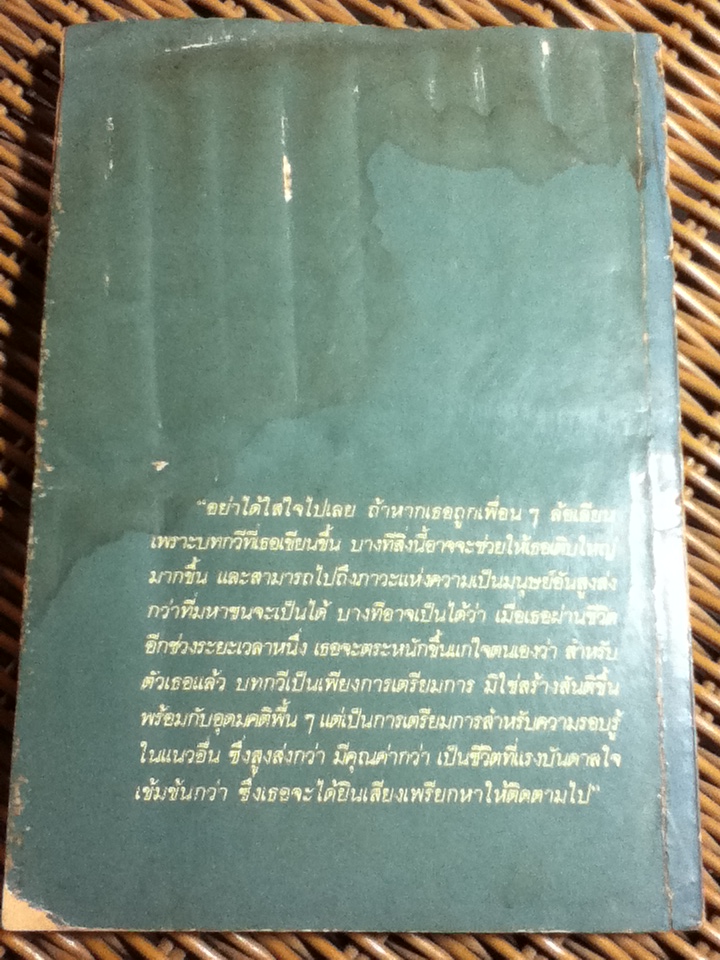 “อย่าได้ใส่ใจไปเลย ถ้าหากเธอถูกเพื่อน ๆ ล้อเลียน
เพราะบทกวีที่เธอเขียนขึ้น บางทีสิ่งนี้อาจจะช่วยให้เธอเติบใหญ่
มากขึ้น และสามารถไปถึงภาวะแห่งความเป็นมนุษย์อันสูงส่ง
กว่าที่มหาชนจะเป็นได้ บางทีอาจเป็นได้ว่า เมื่อเธอผ่านชีวิต
อีกช่วงระยะเวลาหนึ่ง เธอจะตระหนักขึ้นแก่ใจตนเองว่า สำหรับ
ตัวเธอแล้ว บทกวีเป็นเพียงการเตรียมการ มิใช่สร้างสันติขึ้น
พร้อมกับอุดมคติพื้น ๆ แต่เป็นการเตรียมการสำหรับความรอบรู้
ในแนวอื่น ซึ่งสูงส่งกว่า มีคุณค่ากว่า เป็นชีวิตที่แรงบันดาลใจ
เข้มข้นกว่า ซึ่งเธอจะได้ยินเสียงเพรียกหาให้ติดตามไป”